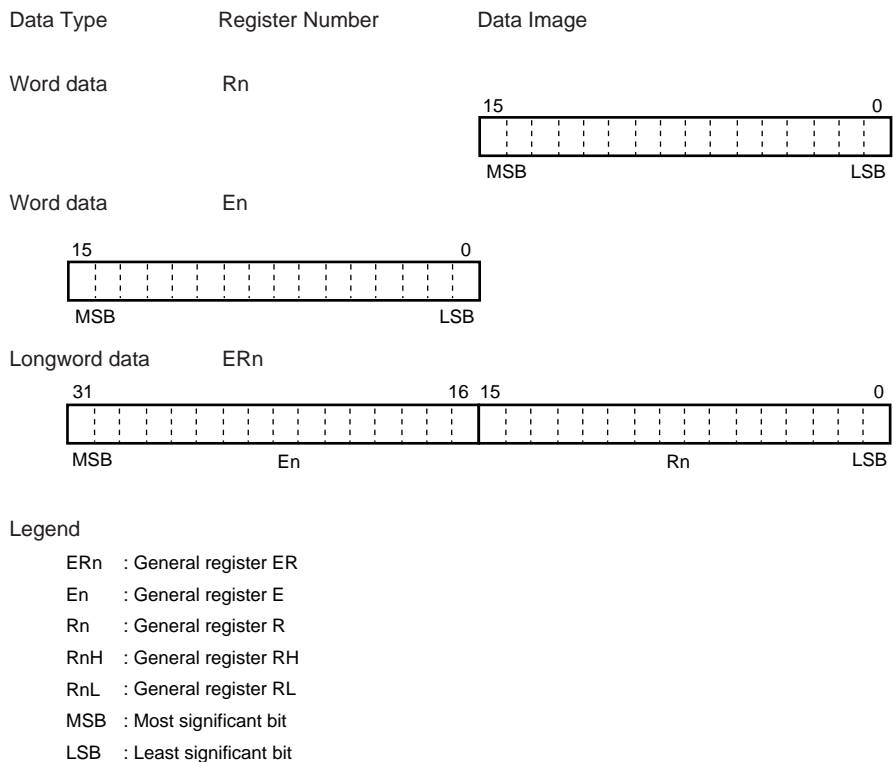 Data Type Register Number Data Image
Word data Rn
15 0
MSB LSB
Word data En
15 0
MSB LSB
Longword data ERn
31 16 15 0
MSB En Rn LSB
Legend
ERn : General register ER
En : General register E
Rn : General register R
RnH : General register RH
RnL : General register RL
MSB : Most significant bit
LSB : Least significant bit